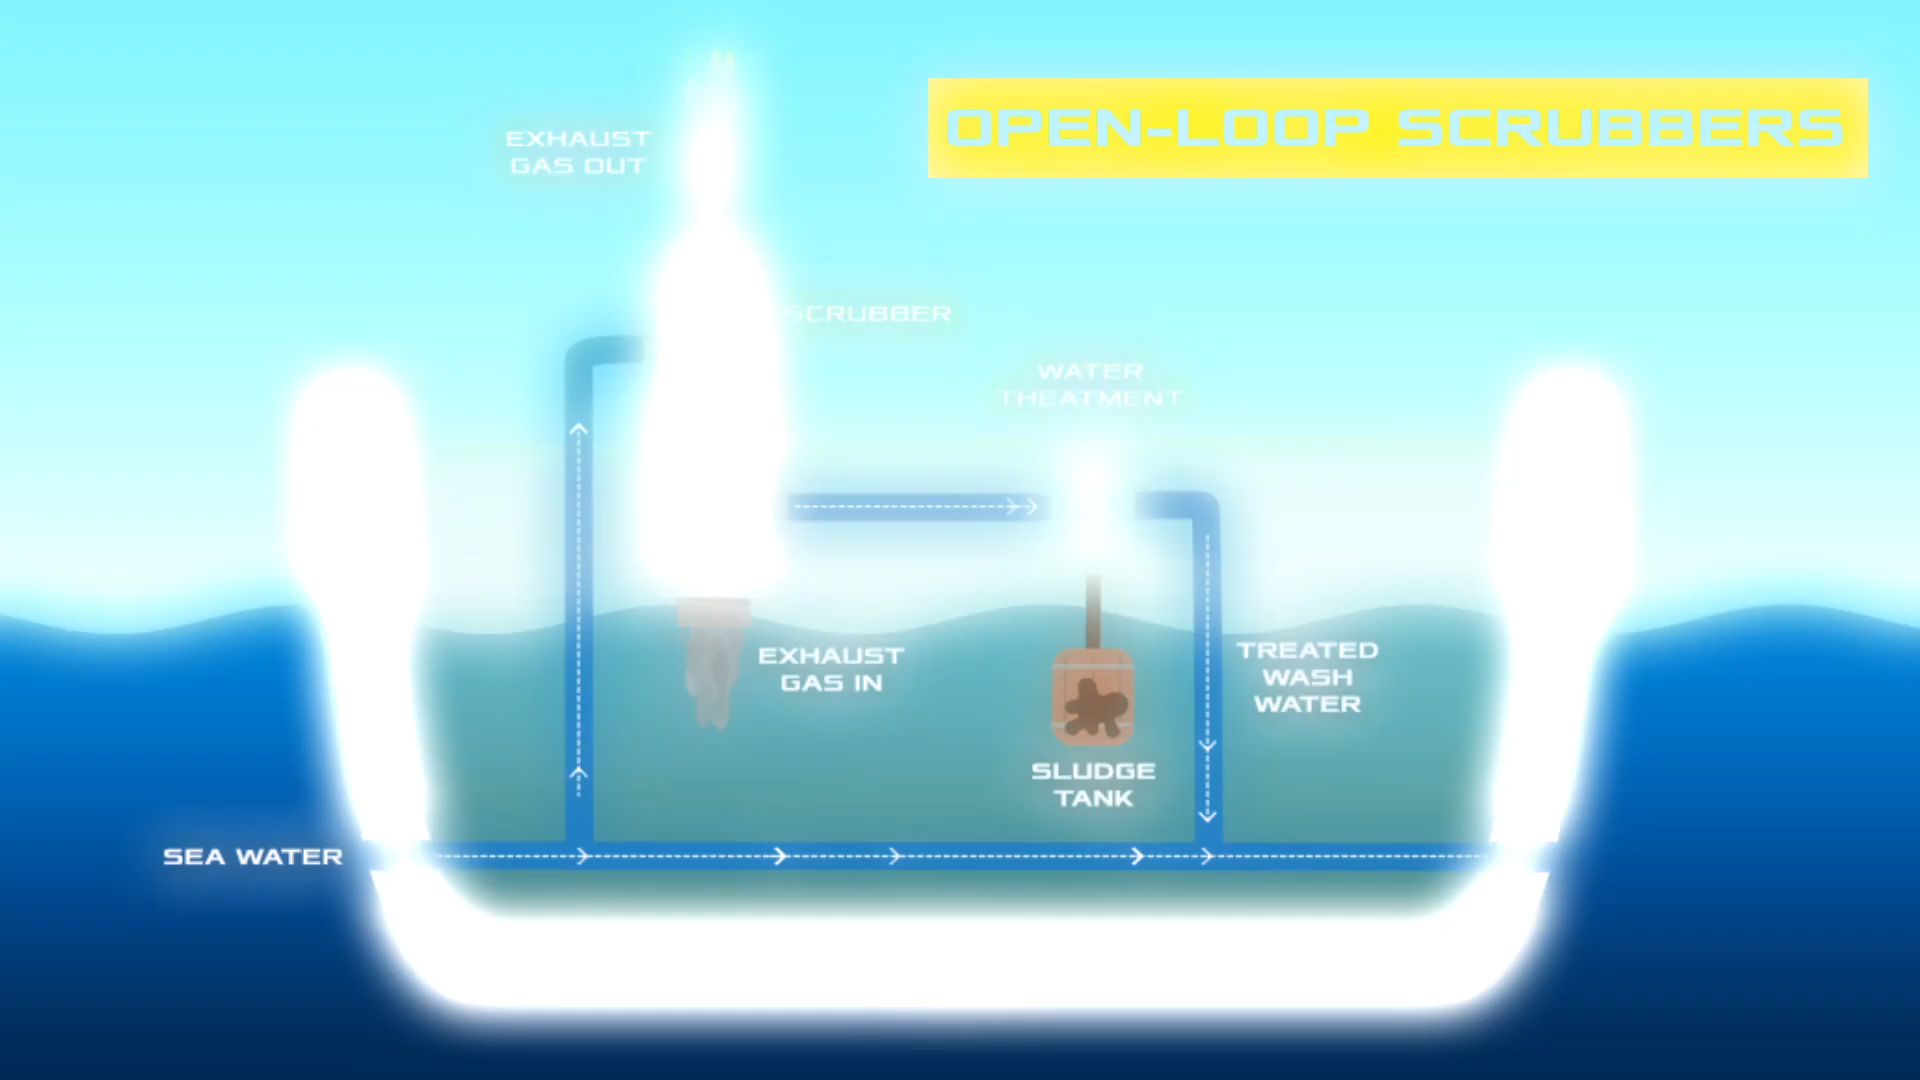 OPEN-LOOP SCRUBBERS
EXHAUST
GAS OUT
SCRUBBER
WATER
THEATMENT
EXHAUST
GAS IN
TREATED
WASH
WATER
SLUDGE
TANK
SEA WATER